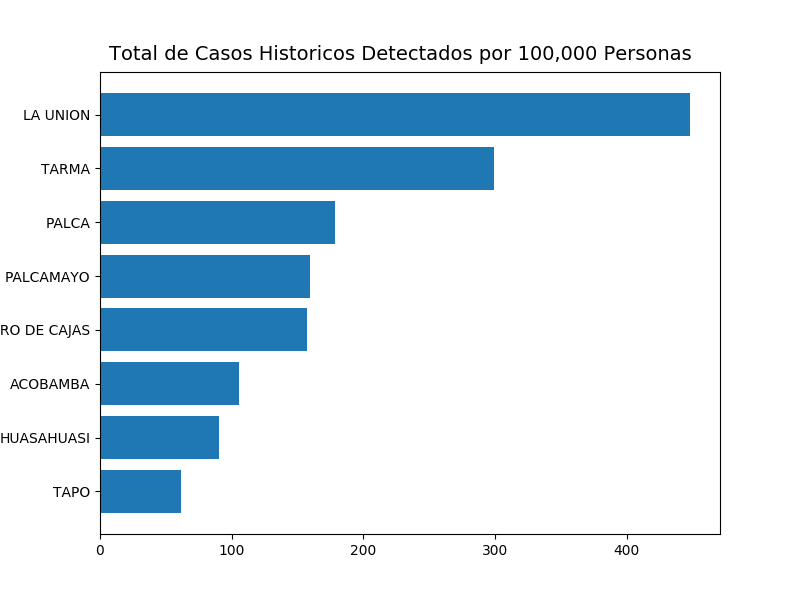 Total de Casos Historicos Detectados por 100,000 Personas
LA UNION
TARMA
PALCA
PALCAMAYO
RO DE CAJAS
ACOBAMBA
HUASAHUASI
TAPO
0 100 200 300 400